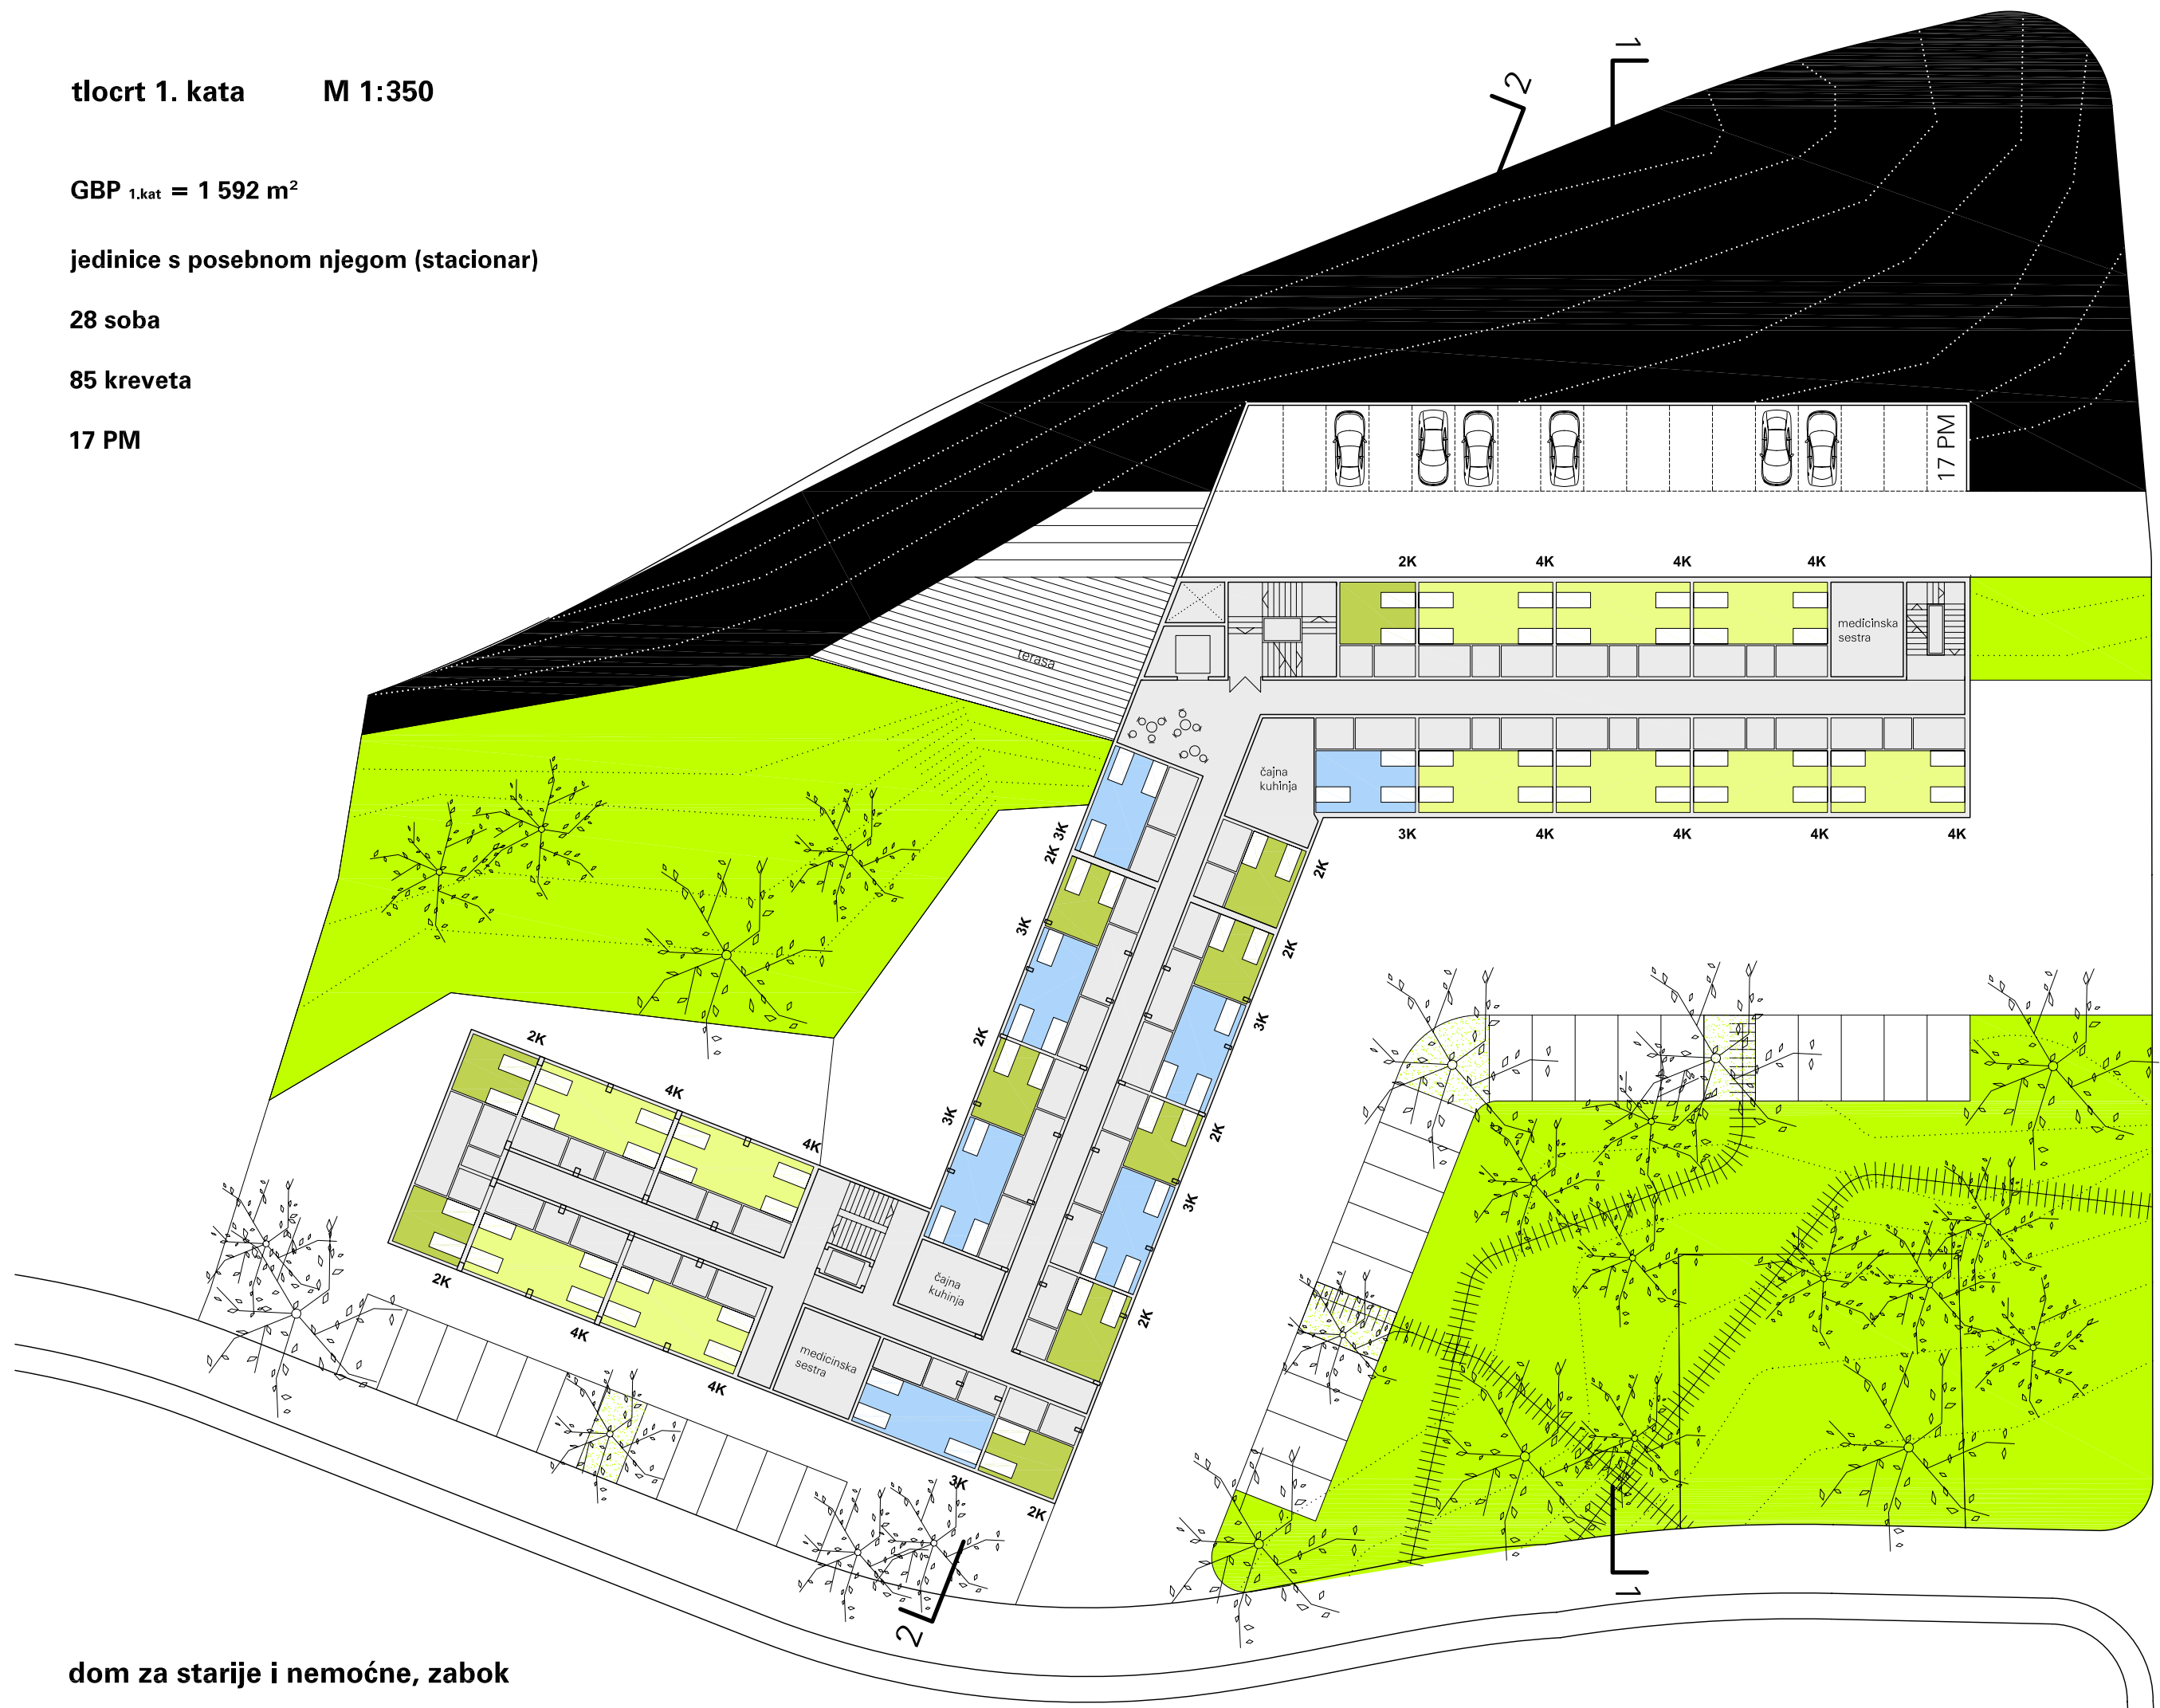 tlocrt 1. kata M 1:350
GBP 1.kat = 1 592 m²
jedinice s posebnom njegom (stacionar)
28 soba
85 kreveta
17 PM
2
1
17 PM
2K 4K 4K 4K
medicinska
sestra
terasa
čajna
kuhinja
3K 4K 4K 4K 4K
3K
2K
3K
2K
3K
2K
2K
3K
2K
3K
2K
2K
4K
4K
2K
4K
4K
čajna
kuhinja
medicinska
sestra
3K
2K
2
1
dom za starije i nemoćne, zabok